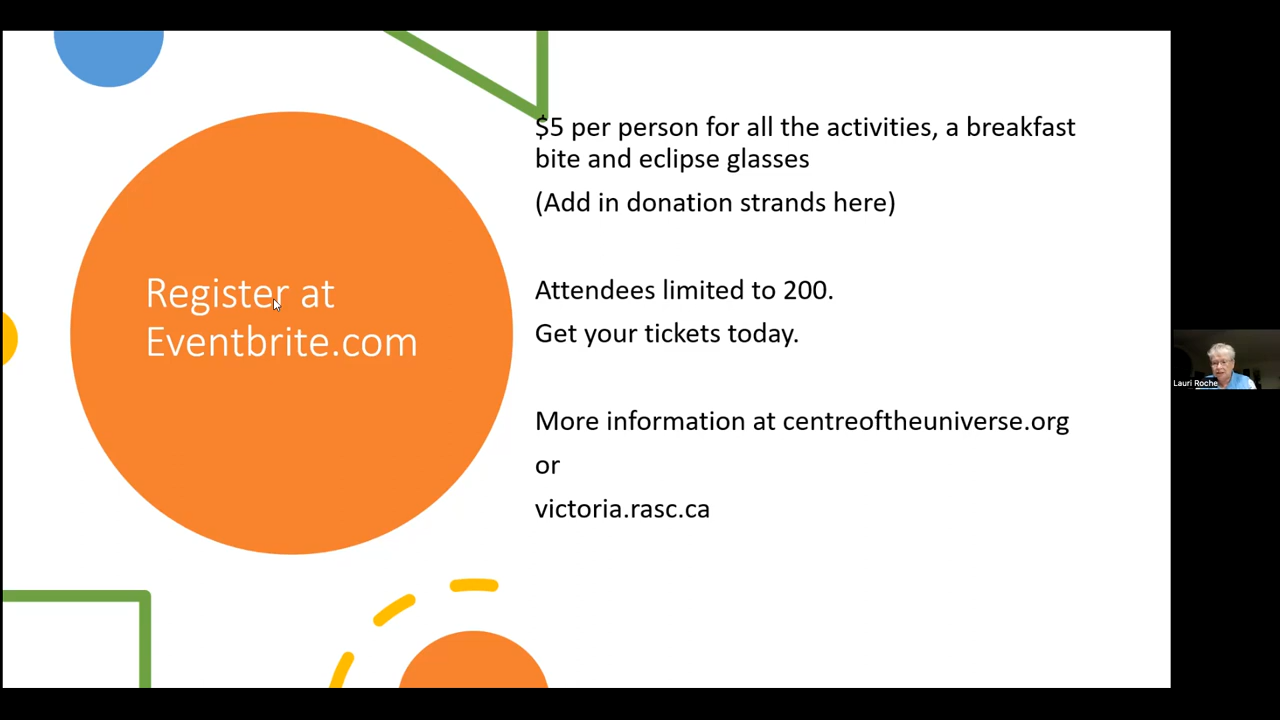 Register at
Eventbrite.com
$5 per person for all the activities, a breakfast
bite and eclipse glasses
(Add in donation strands here)
Attendees limited to 200.
Get your tickets today.
More information at centreoftheuniverse.org
or
victoria.rasc.ca
Lauri Roche